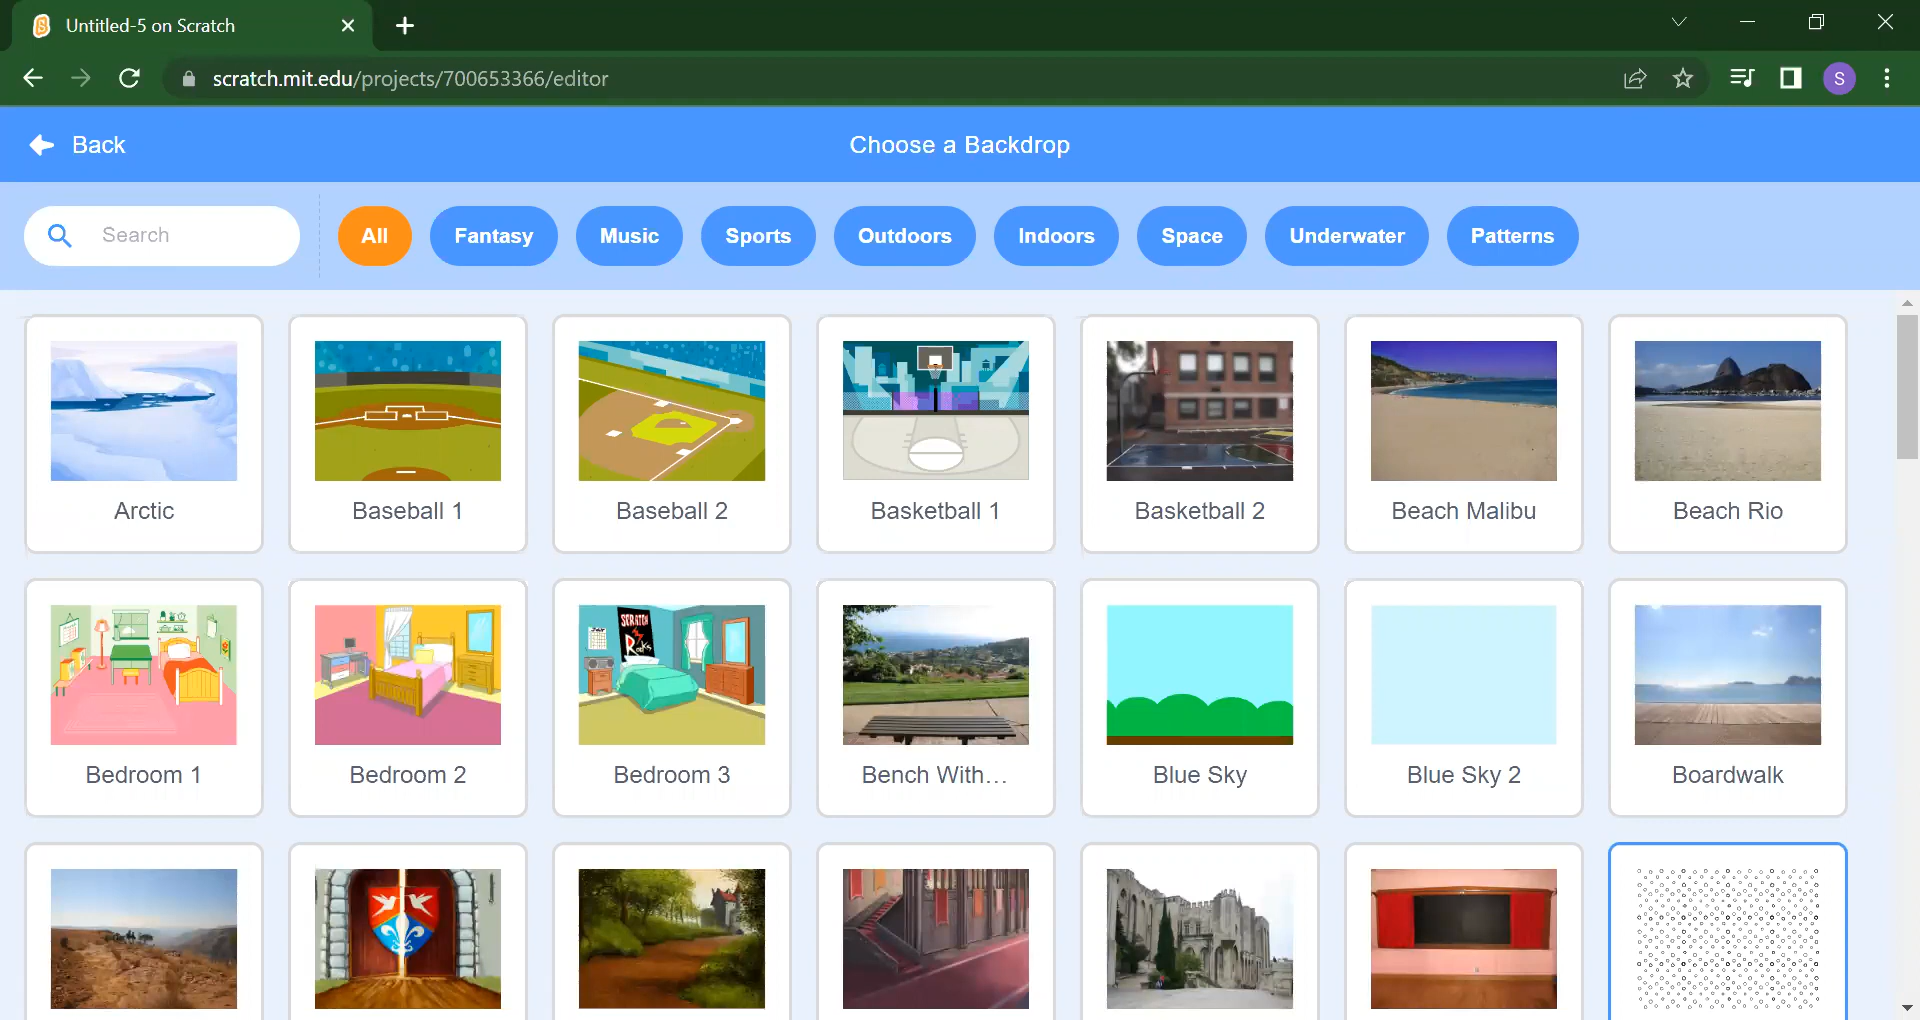 Untitled-5 on Scratch
scratch.mit.edu/projects/700653366/editor
S
Back
Choose a Backdrop
Search
All
Fantasy
Music
Sports
Outdoors
Indoors
Space
Underwater
Patterns
Arctic
Baseball 1
Baseball 2
Basketball 1
Basketball 2
Beach Malibu
Beach Rio
SCRATCH
Rocks
Bedroom 1
Bedroom 2
Bedroom 3
Bench With...
Blue Sky
Blue Sky 2
Boardwalk